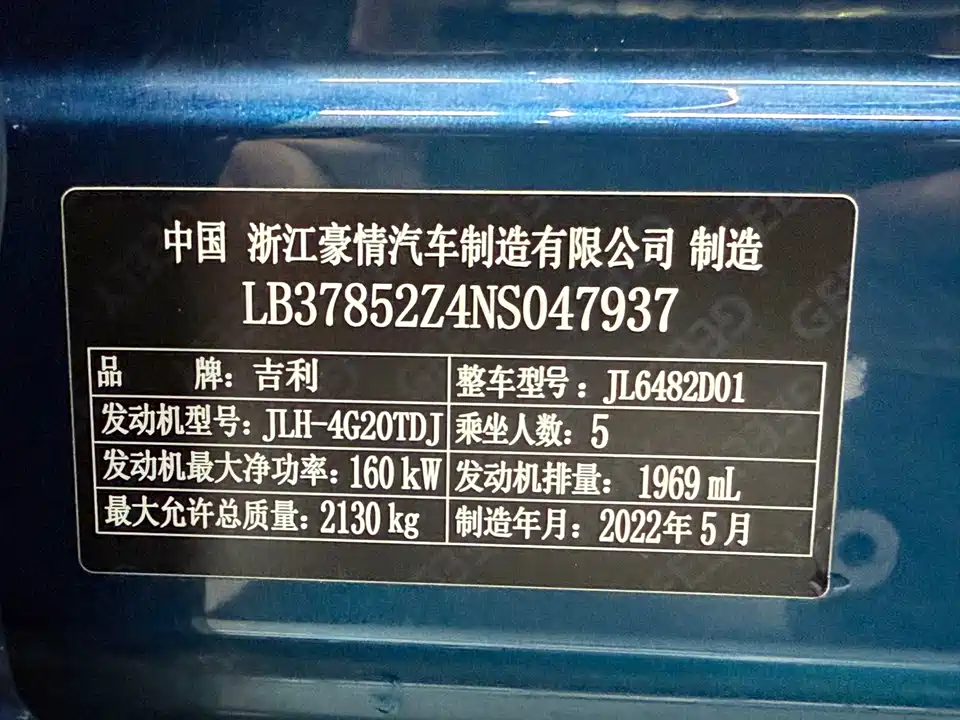 中国 浙江豪情汽车制造有限公司 制造
LB37852Z4NS047937
品 牌：吉利 整车型号：JL6482D01
发动机型号：JLH-4G20TDJ 乘坐人数：5
发动机最大净功率：160 kW 发动机排量：1969 mL
最大允许总质量：2130 kg 制造年月：2022年5月